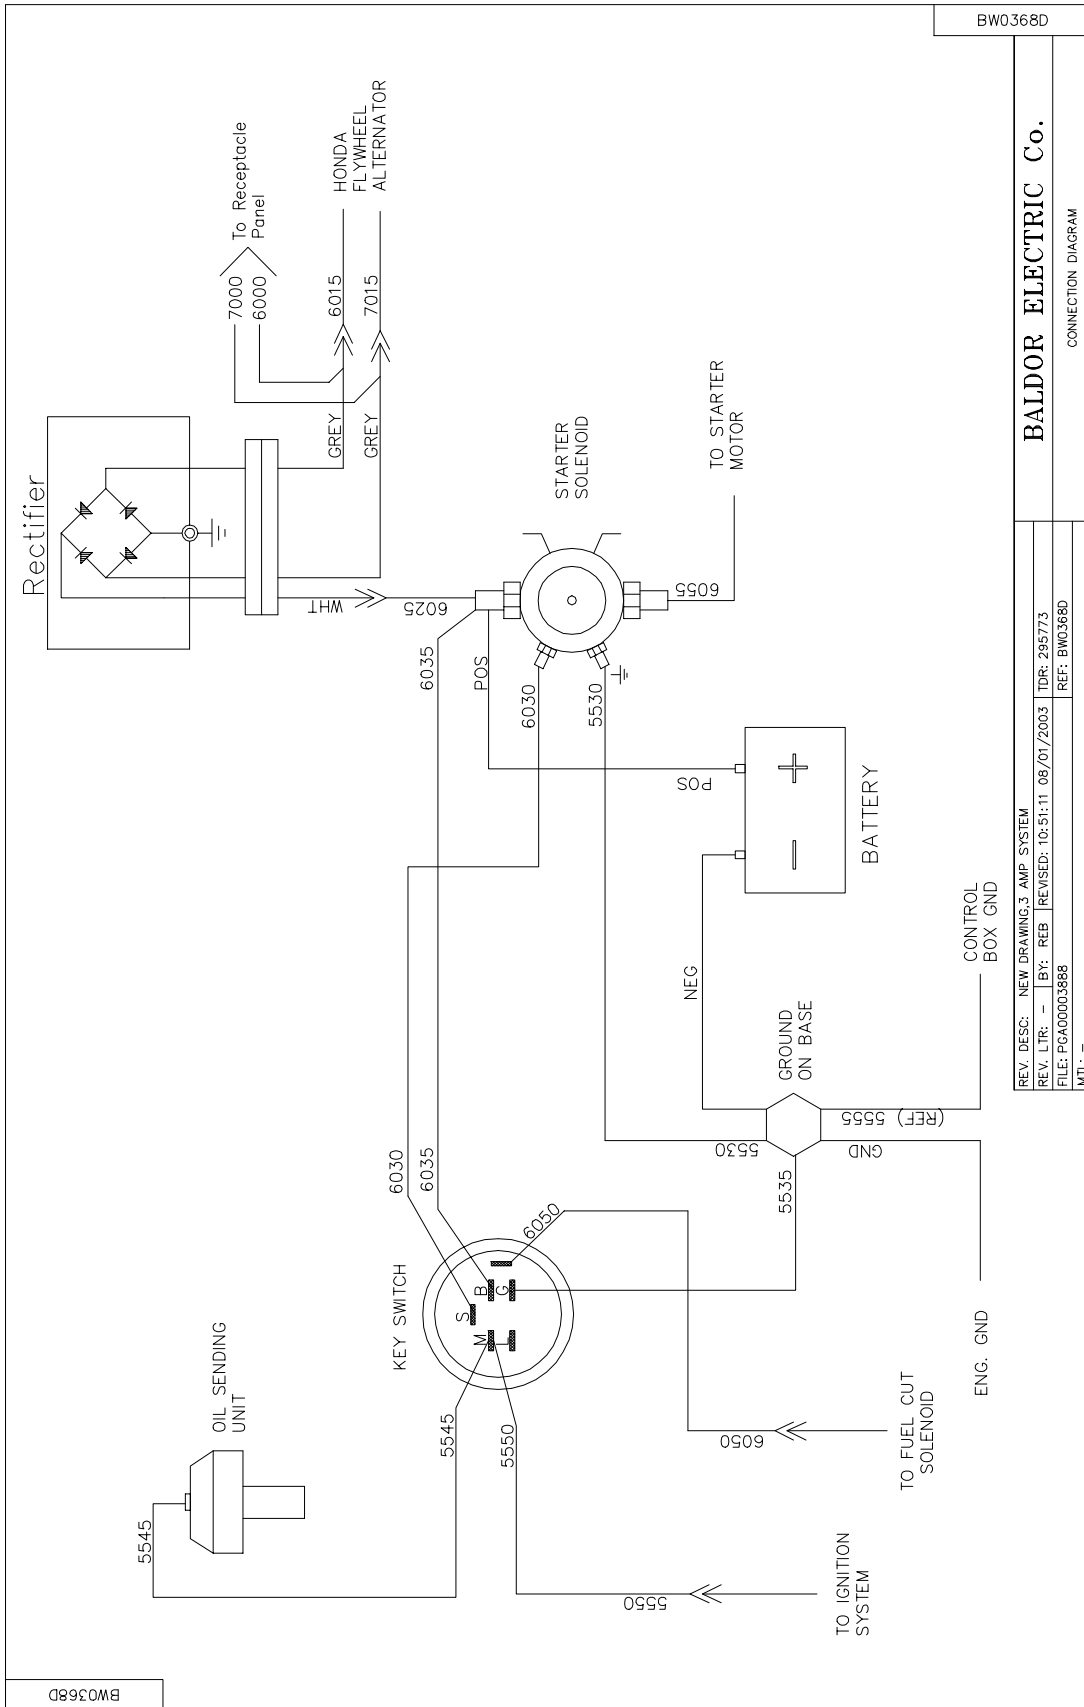 BW0368D
Rectifier
7000
6000
To Receptacle
Panel
GREY
GREY
6015
7015
HONDA
FLYWHEEL
ALTERNATOR
WHT
6025
6035
POS
6030
5530
STARTER
SOLENOID
6055
TO STARTER
MOTOR
POS
BATTERY
NEG
6030
6035
KEY SWITCH
S
B
M
G
L
6050
OIL SENDING
UNIT
5545
5545
5550
5550
TO IGNITION
SYSTEM
6050
TO FUEL CUT
SOLENOID
5535
5530
GROUND
ON BASE
GND
5555 (REF)
CONTROL
BOX GND
ENG. GND
REV. DESC: NEW DRAWING,3 AMP SYSTEM
REV. LTR: - BY: REB REVISED: 10:51:11 08/01/2003 TDR: 295773
FILE: PGA00003888 REF: BW0368D
MTL: -
BALDOR ELECTRIC Co.
CONNECTION DIAGRAM
BW0368D